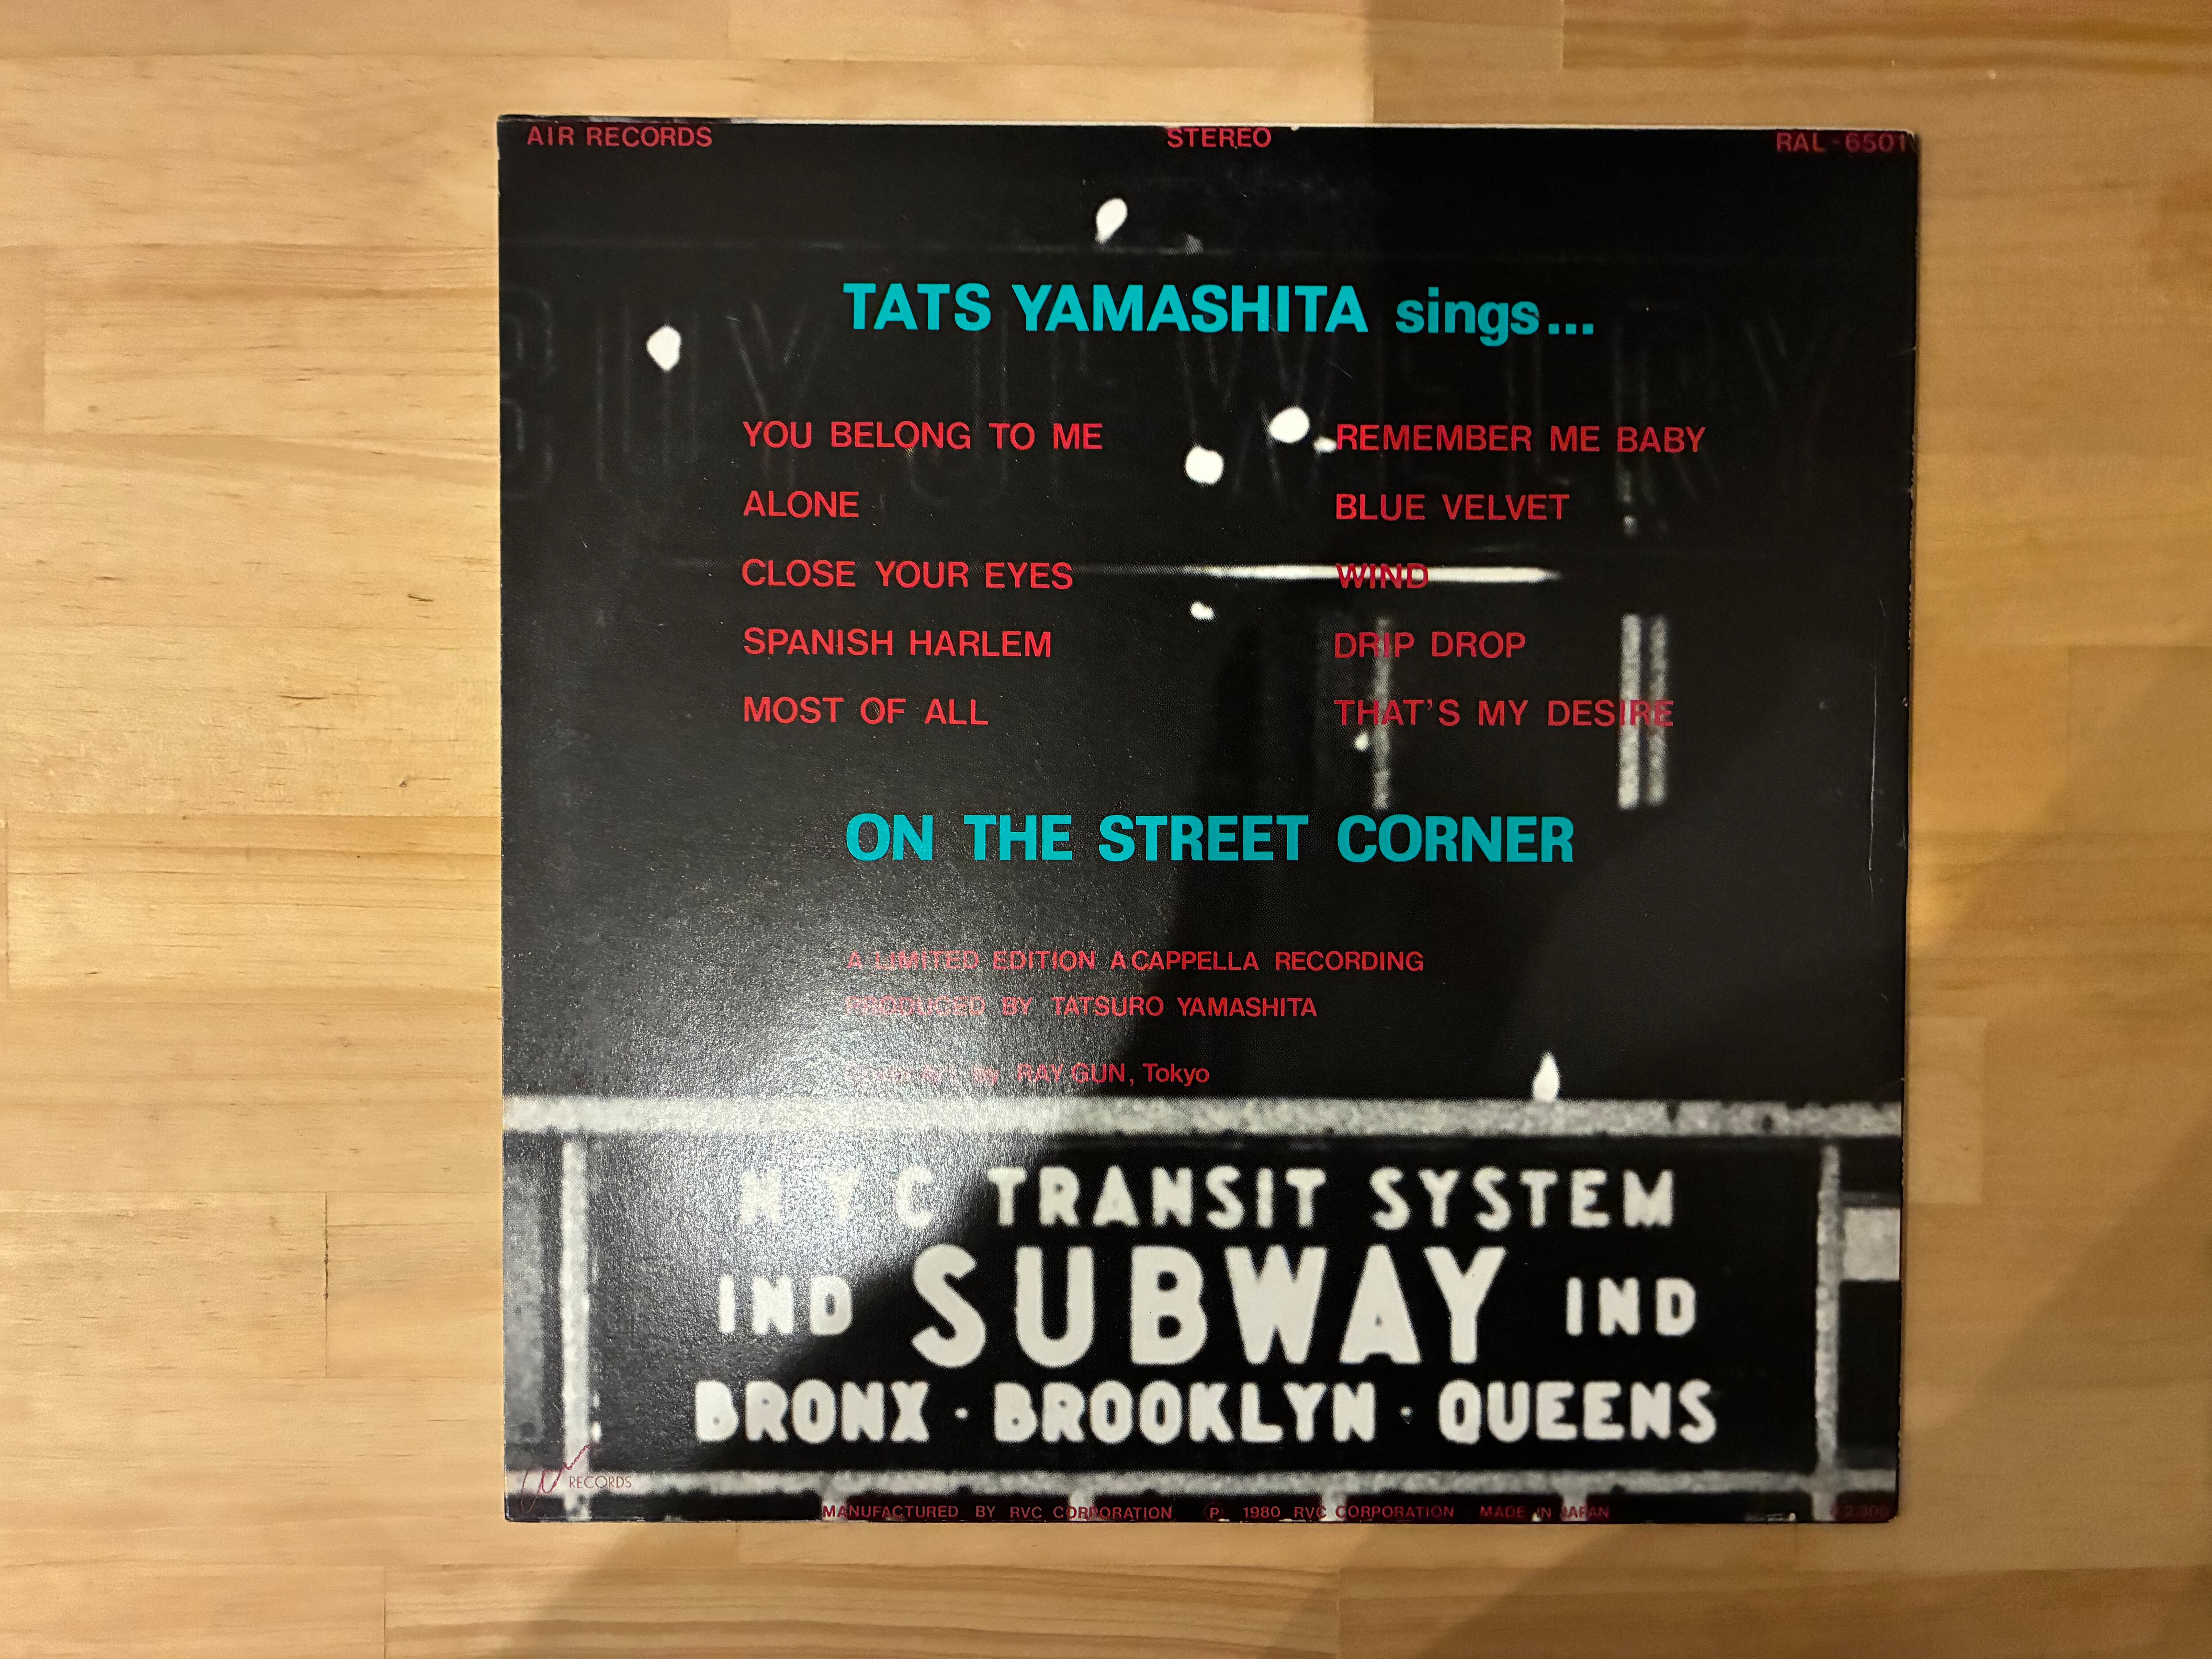 AIR RECORDS
STEREO
RAL-6501
BUY JEWELRY
TATS YAMASHITA sings...
YOU BELONG TO ME
ALONE
CLOSE YOUR EYES
SPANISH HARLEM
MOST OF ALL
REMEMBER ME BABY
BLUE VELVET
WIND
DRIP DROP
THAT'S MY DESIRE
ON THE STREET CORNER
A LIMITED EDITION A CAPPELLA RECORDING
PRODUCED BY TATSURO YAMASHITA
by RAY GUN, Tokyo
N Y C TRANSIT SYSTEM
IND SUBWAY IND
BRONX · BROOKLYN · QUEENS
RECORDS
MANUFACTURED BY RVC CORPORATION Ⓟ 1980 RVC CORPORATION MADE IN JAPAN